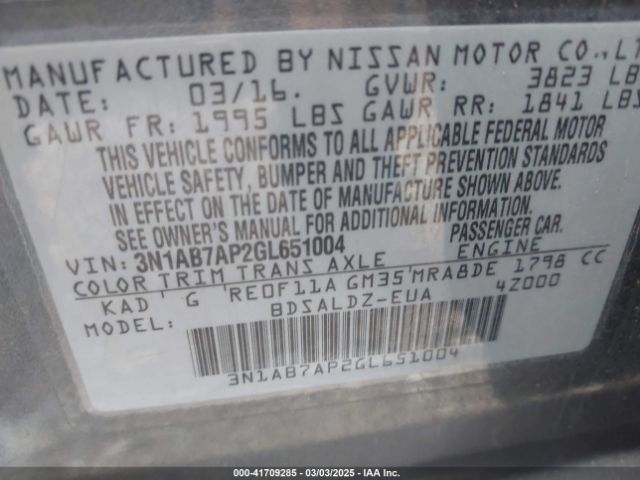 MANUFACTURED BY NISSAN MOTOR CO., LT
DATE: 03/16. GVWR: 3823 LB
GAWR FR: 1995 LBS GAWR RR: 1841 LBS
THIS VEHICLE CONFORMS TO ALL APPLICABLE FEDERAL MOTOR
VEHICLE SAFETY, BUMPER AND THEFT PREVENTION STANDARDS
IN EFFECT ON THE DATE OF MANUFACTURE SHOWN ABOVE.
SEE OWNER'S MANUAL FOR ADDITIONAL INFORMATION.
VIN: 3N1AB7AP2GL651004 PASSENGER CAR.
COLOR TRIM TRANS AXLE ENGINE
KAD G RE0F11A GM35 MRA8DE 1798 CC
MODEL: BDSALDZ-EUA 4Z000
3N1AB7AP2GL651004
000-41709285 - 03/03/2025 - IAA Inc.